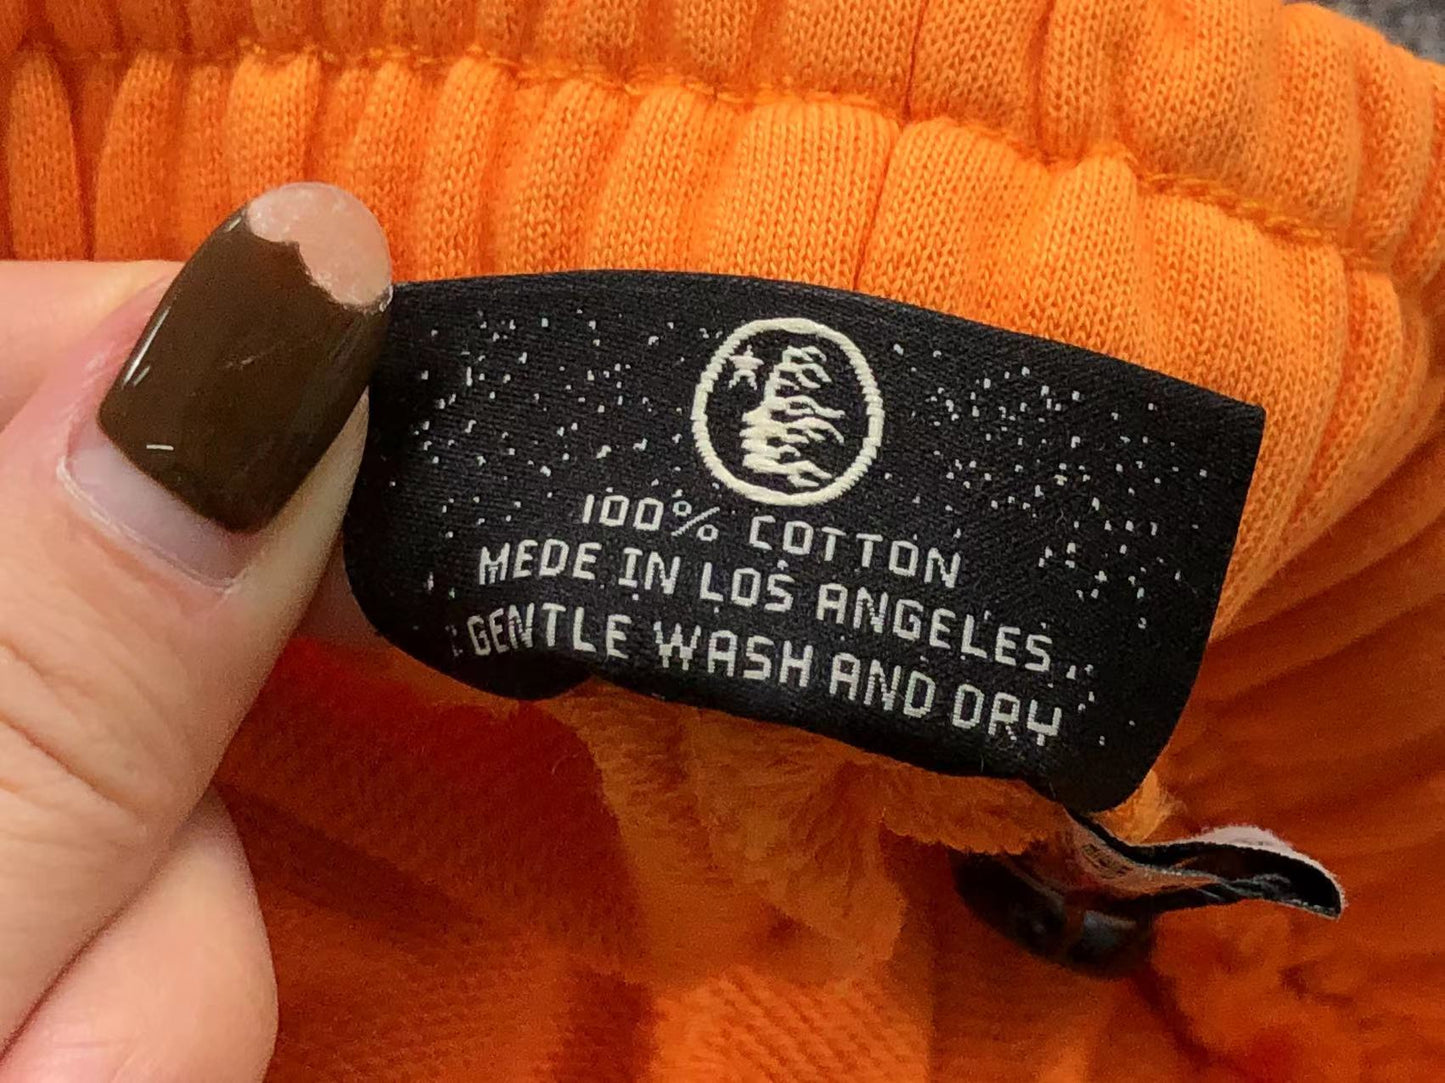 100% COTTON
MEDE IN LOS ANGELES
GENTLE WASH AND DRY